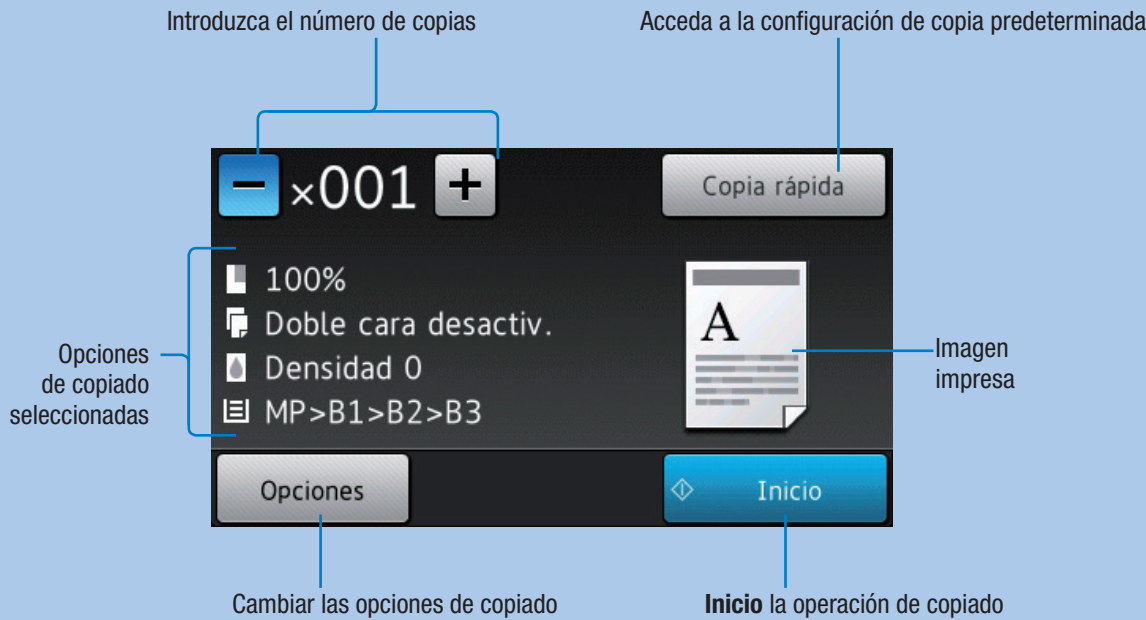 Introduzca el número de copias
Acceda a la configuración de copia predeterminada
− ×001 +
Copia rápida
100%
Doble cara desactiv.
Densidad 0
MP>B1>B2>B3
Opciones
de copiado
seleccionadas
A
Imagen
impresa
Opciones
Inicio
Cambiar las opciones de copiado
Inicio la operación de copiado